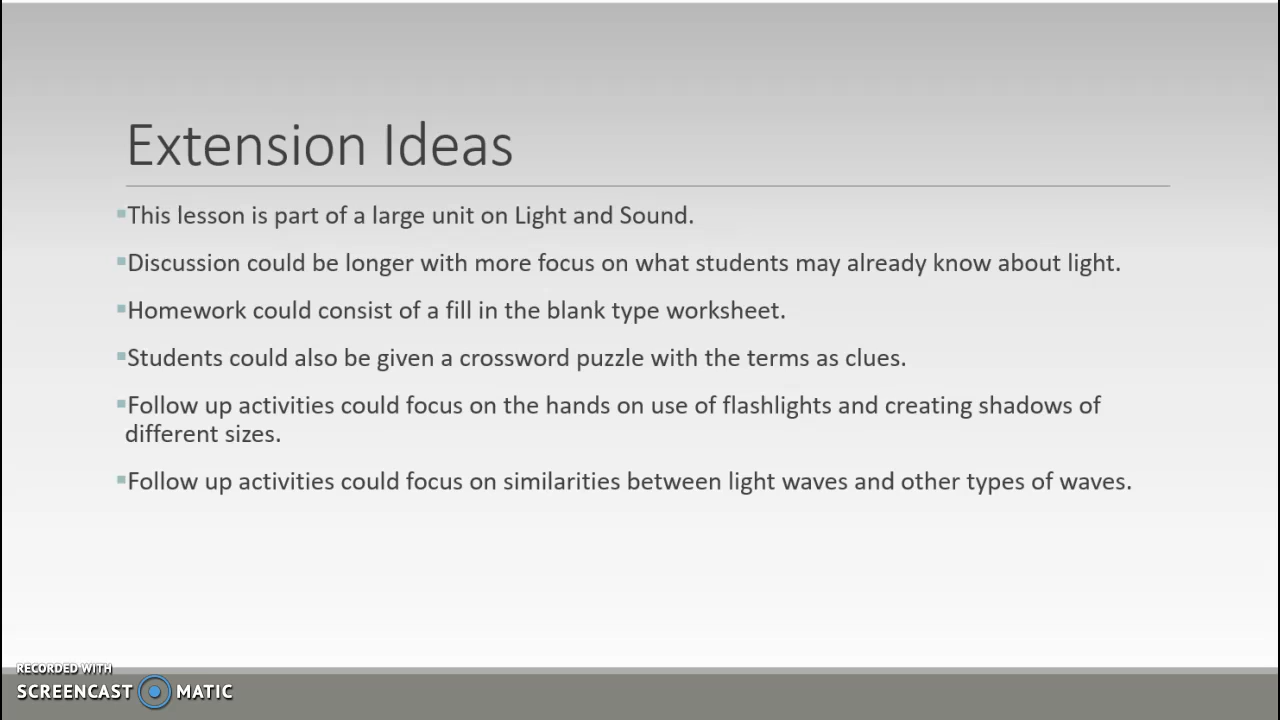 Extension Ideas
▪This lesson is part of a large unit on Light and Sound.
▪Discussion could be longer with more focus on what students may already know about light.
▪Homework could consist of a fill in the blank type worksheet.
▪Students could also be given a crossword puzzle with the terms as clues.
▪Follow up activities could focus on the hands on use of flashlights and creating shadows of
different sizes.
▪Follow up activities could focus on similarities between light waves and other types of waves.
RECORDED WITH
SCREENCAST MATIC